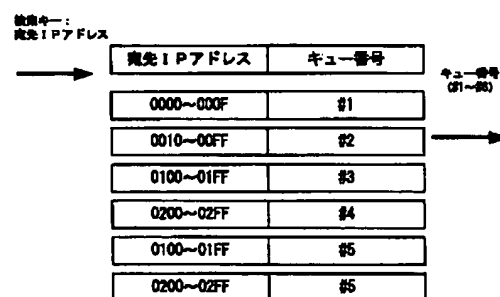 検索キー:
宛先IPアドレス
宛先IPアドレス キュー番号
キュー番号
(#1~#6)
0000~000F #1
0010~00FF #2
0100~01FF #3
0200~02FF #4
0100~01FF #5
0200~02FF #5